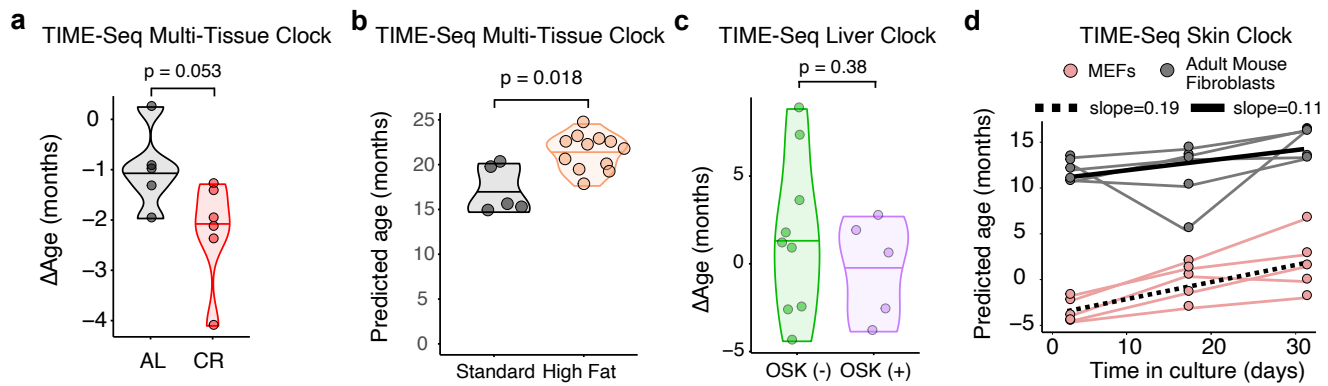 a
TIME-Seq Multi-Tissue Clock
p = 0.053
ΔAge (months)
0
−1
−2
−3
−4
AL
CR
b
TIME-Seq Multi-Tissue Clock
p = 0.018
Predicted age (months)
25
20
15
10
5
0
Standard
High Fat
c
TIME-Seq Liver Clock
p = 0.38
ΔAge (months)
5
0
−5
OSK (-)
OSK (+)
d
TIME-Seq Skin Clock
MEFs
Adult Mouse
Fibroblasts
slope=0.19
slope=0.11
Predicted age (months)
15
10
5
0
−5
0
10
20
30
Time in culture (days)